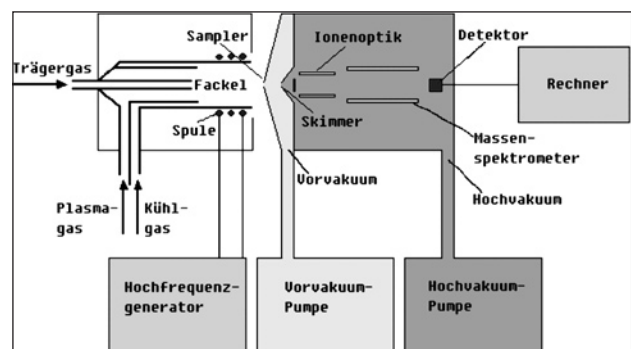 Sampler
Ionenoptik
Detektor
Trägergas
Fackel
Rechner
Spule
Skimmer
Massen-
spektrometer
Vorvakuum
Hochvakuum
Plasma-
gas
Kühl-
gas
Hochfrequenz-
generator
Vorvakuum-
Pumpe
Hochvakuum-
Pumpe